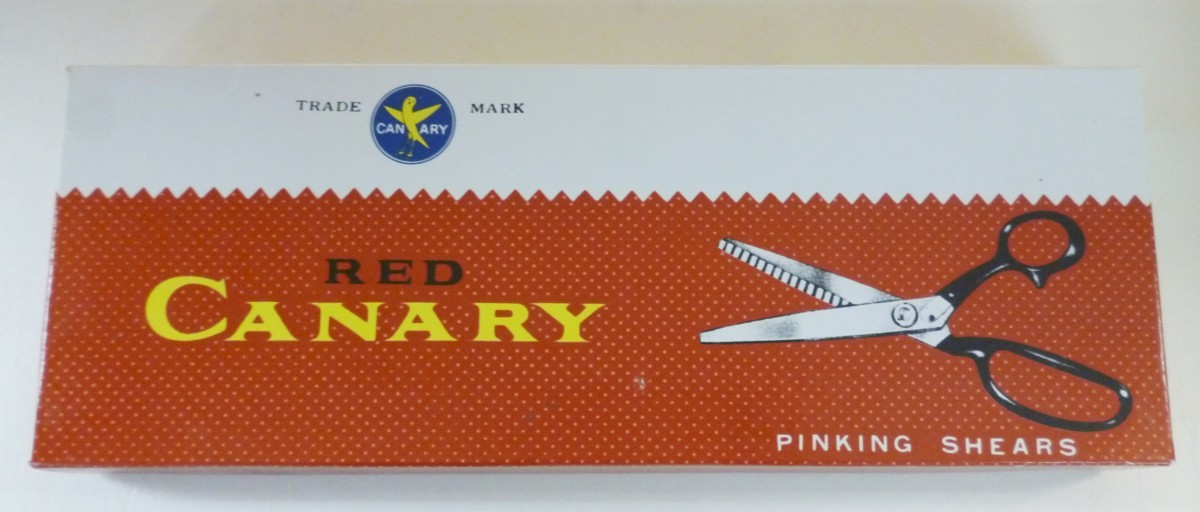 TRADE CANARY MARK
RED
CANARY
PINKING SHEARS